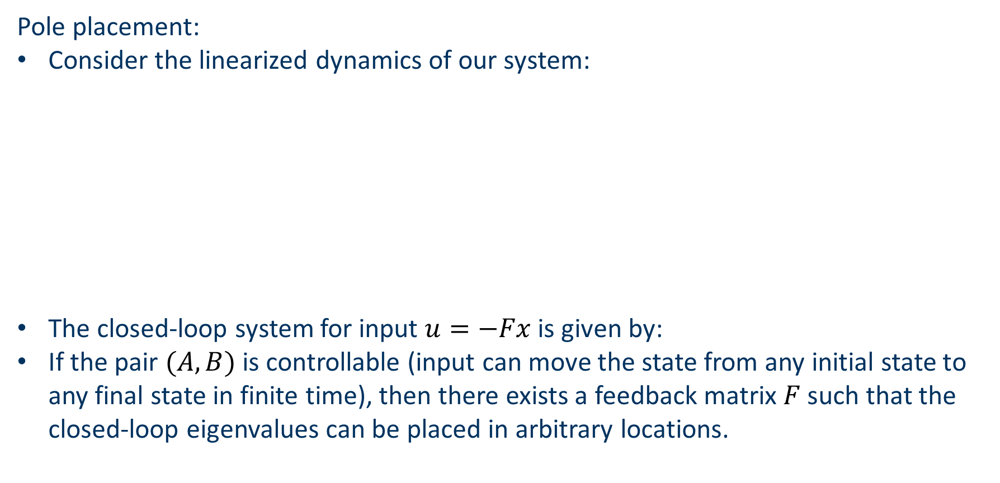 Pole placement:
• Consider the linearized dynamics of our system:
• The closed-loop system for input u = −Fx is given by:
• If the pair (A, B) is controllable (input can move the state from any initial state to
any final state in finite time), then there exists a feedback matrix F such that the
closed-loop eigenvalues can be placed in arbitrary locations.